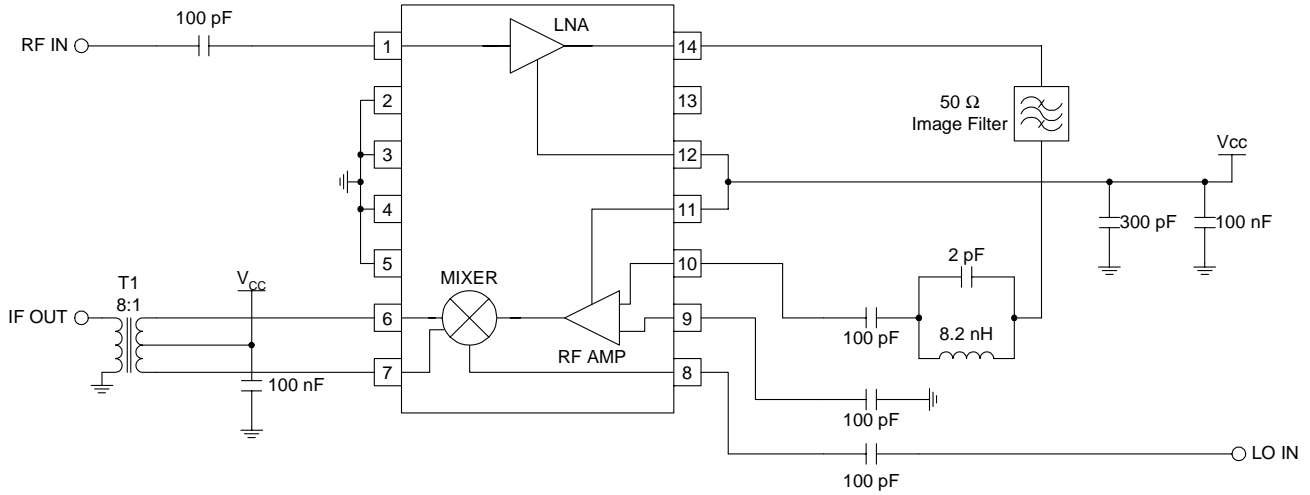 100 pF
LNA
RF IN
1
14
2
13
50 Ω
Image Filter
3
12
Vcc
4
11
300 pF
100 nF
5
10
2 pF
T1
8:1
VCC
MIXER
IF OUT
6
9
100 pF
8.2 nH
RF AMP
7
8
100 nF
100 pF
LO IN
100 pF